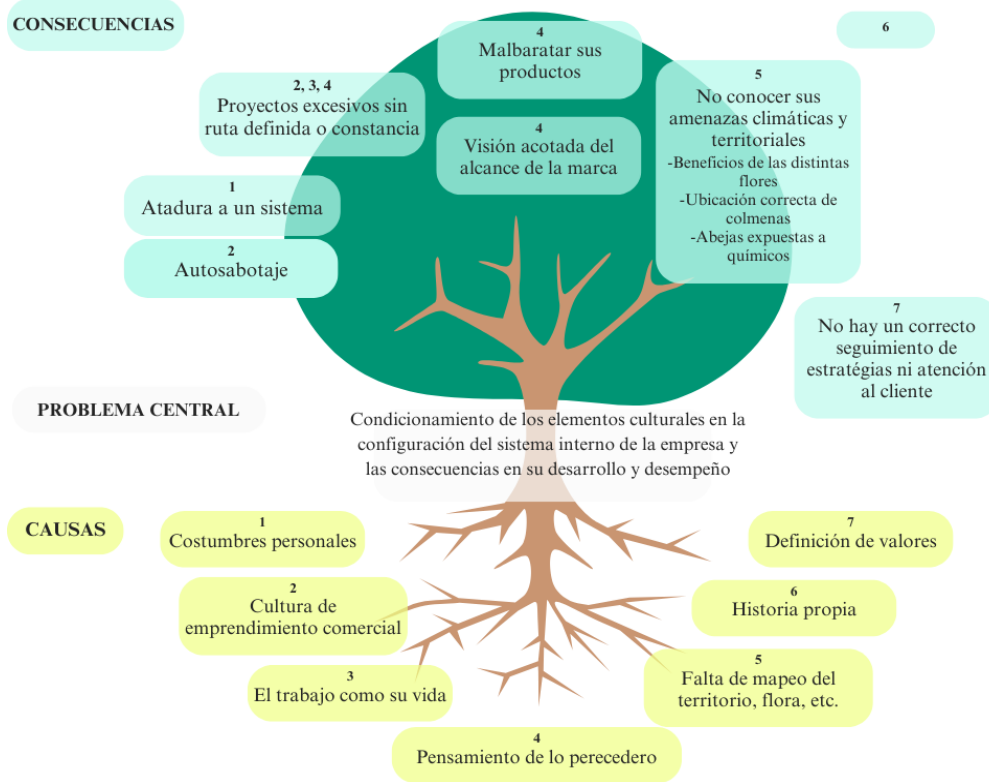 CONSECUENCIAS
4
Malbaratar sus
productos
6
2, 3, 4
Proyectos excesivos sin
ruta definida o constancia
4
Visión acotada del
alcance de la marca
5
No conocer sus
amenazas climáticas y
territoriales
-Beneficios de las distintas
flores
-Ubicación correcta de
colmenas
-Abejas expuestas a
químicos
1
Atadura a un sistema
2
Autosabotaje
7
No hay un correcto
seguimiento de
estratégias ni atención
al cliente
PROBLEMA CENTRAL
Condicionamiento de los elementos culturales en la
configuración del sistema interno de la empresa y
las consecuencias en su desarrollo y desempeño
CAUSAS
1
Costumbres personales
2
Cultura de
emprendimiento comercial
3
El trabajo como su vida
4
Pensamiento de lo perecedero
5
Falta de mapeo del
territorio, flora, etc.
6
Historia propia
7
Definición de valores